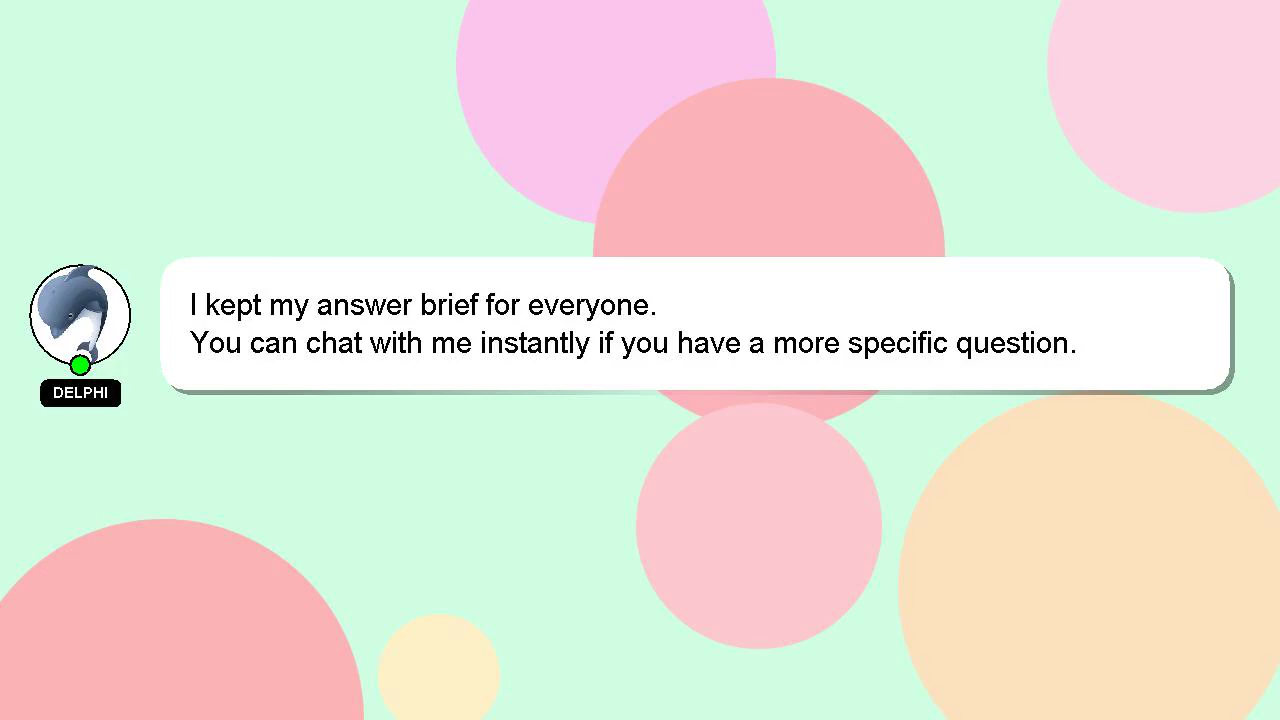 I kept my answer brief for everyone.
You can chat with me instantly if you have a more specific question.
DELPHI